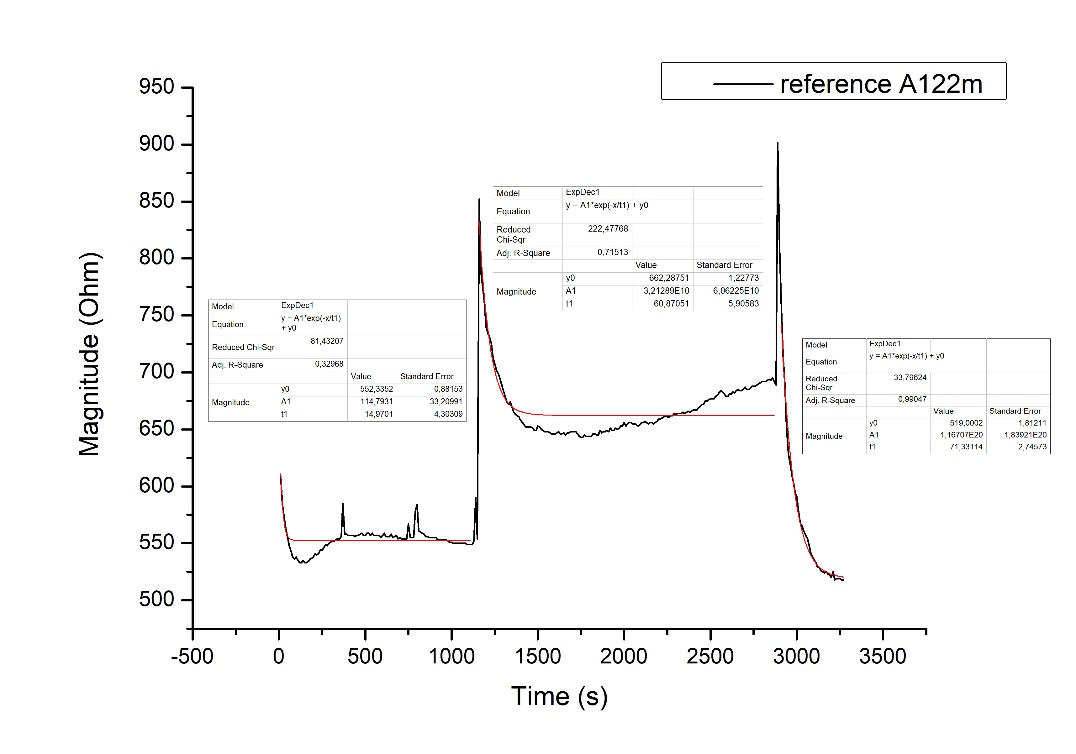 reference A122m
950
900
850
800
750
700
650
600
550
500
Magnitude (Ohm)
-500 0 500 1000 1500 2000 2500 3000 3500
Time (s)
Model ExpDec1
Equation y = A1*exp(-x/t1) + y0
Reduced Chi-Sqr 81,43207
Adj. R-Square 0,32968
Value Standard Error
y0 552,3352 0,88153
Magnitude A1 114,7931 33,20991
t1 14,9701 4,30309
Model ExpDec1
Equation y = A1*exp(-x/t1) + y0
Reduced Chi-Sqr 222,47768
Adj. R-Square 0,71513
Value Standard Error
y0 662,28751 1,22773
Magnitude A1 3,21289E10 6,06225E10
t1 60,87051 5,90583
Model ExpDec1
Equation y = A1*exp(-x/t1) + y0
Reduced Chi-Sqr 33,79624
Adj. R-Square 0,99047
Value Standard Error
y0 519,0002 1,81211
Magnitude A1 1,16707E20 1,83921E20
t1 71,33114 2,74573